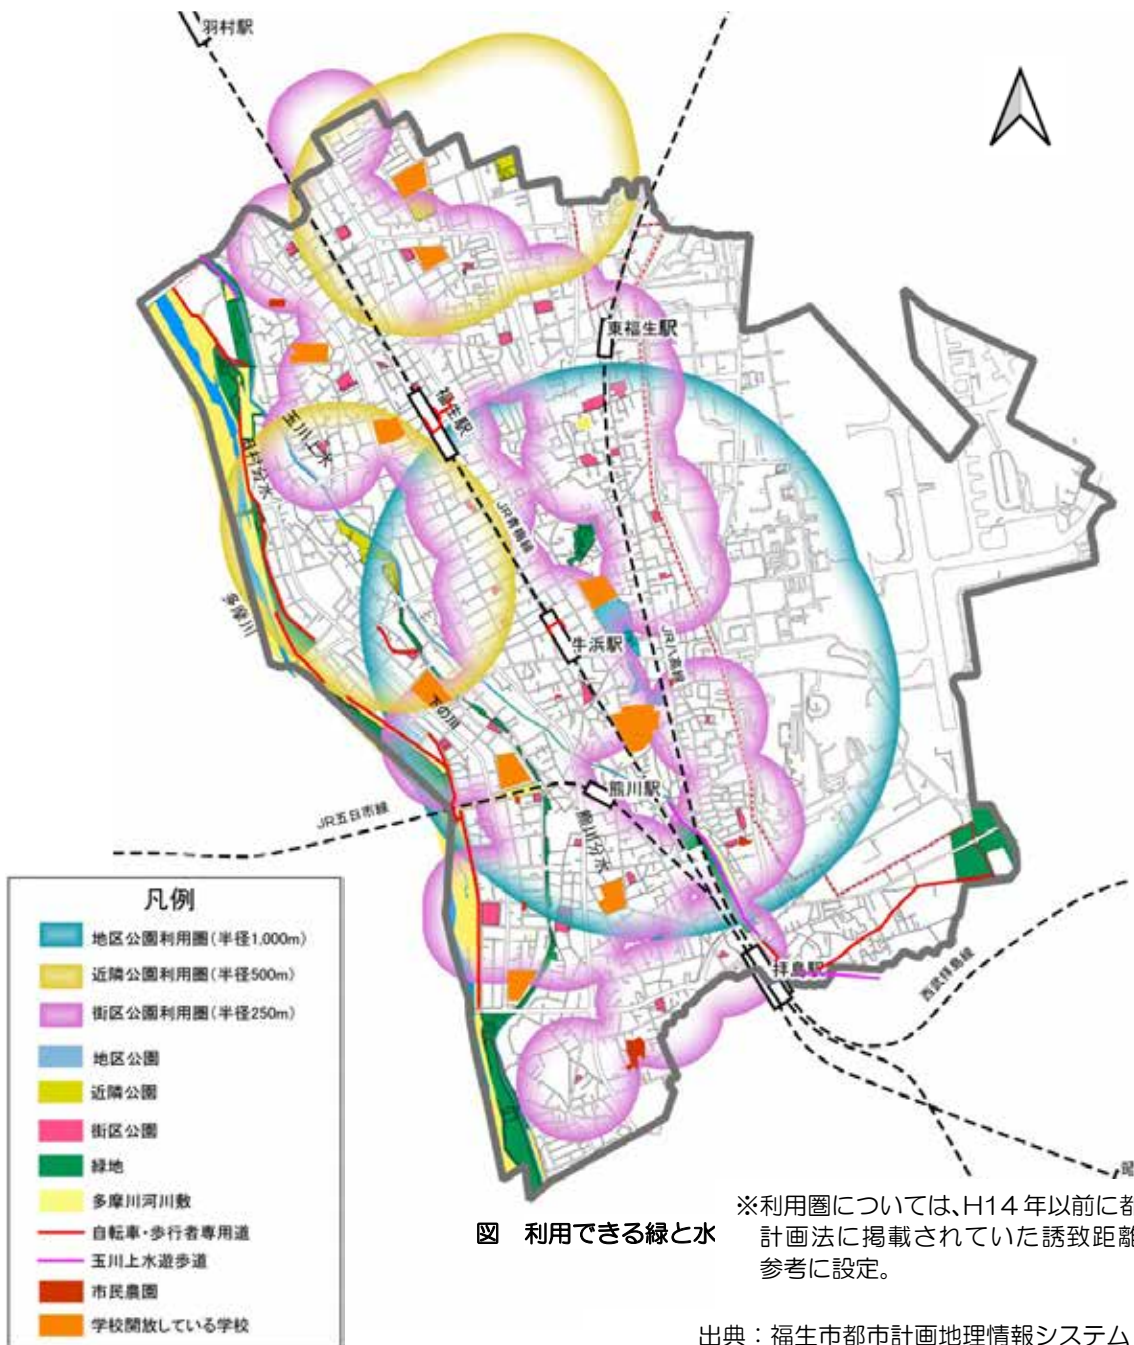 羽村駅
東福生駅
福生駅
玉川上水
JR青梅線
多摩川
牛浜駅
JR八高線
下の川
熊川駅
JR五日市線
熊川分水
拝島駅
西武拝島線
凡例
地区公園利用圏(半径1,000m)
近隣公園利用圏(半径500m)
街区公園利用圏(半径250m)
地区公園
近隣公園
街区公園
緑地
多摩川河川敷
自転車・歩行者専用道
玉川上水遊歩道
市民農園
学校開放している学校
図 利用できる緑と水
※利用圏については、H14年以前に都
計画法に掲載されていた誘致距離
参考に設定。
出典:福生市都市計画地理情報システム